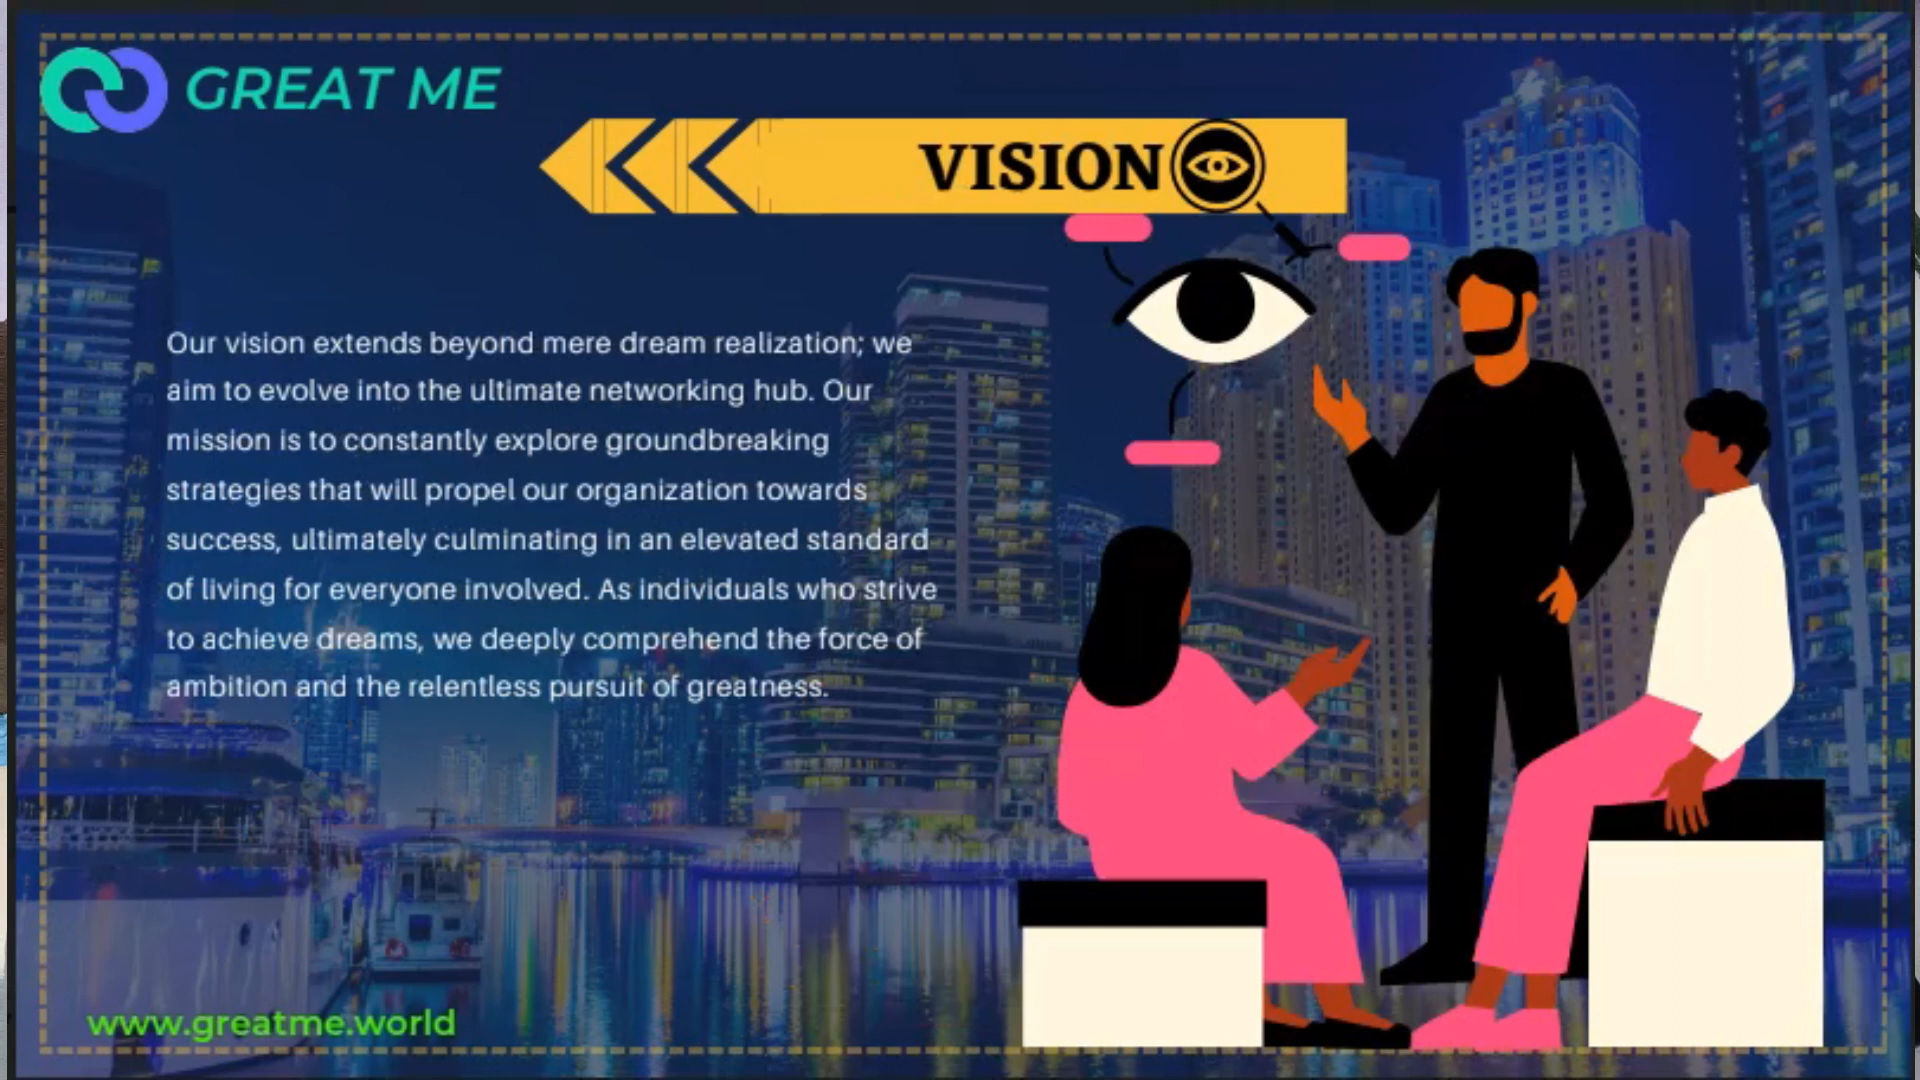 GREAT ME
VISION
Our vision extends beyond mere dream realization; we
aim to evolve into the ultimate networking hub. Our
mission is to constantly explore groundbreaking
strategies that will propel our organization towards
success, ultimately culminating in an elevated standard
of living for everyone involved. As individuals who strive
to achieve dreams, we deeply comprehend the force of
ambition and the relentless pursuit of greatness.
www.greatme.world